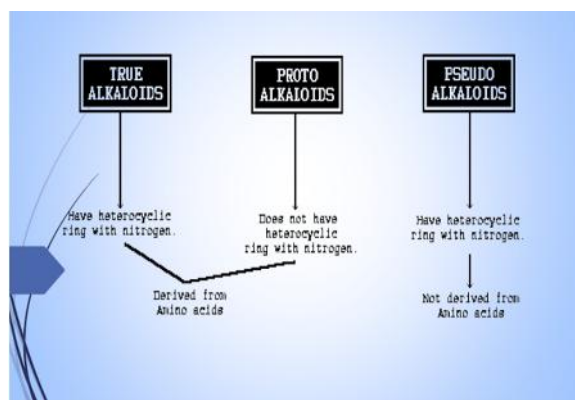 TRUE
ALKALOIDS
PROTO
ALKALOIDS
PSEUDO
ALKALOIDS
Have heterocyclic
ring with nitrogen.
Does not have
heterocyclic
ring with nitrogen.
Have heterocyclic
ring with nitrogen.
Derived from
Amino acids
Not derived from
Amino acids